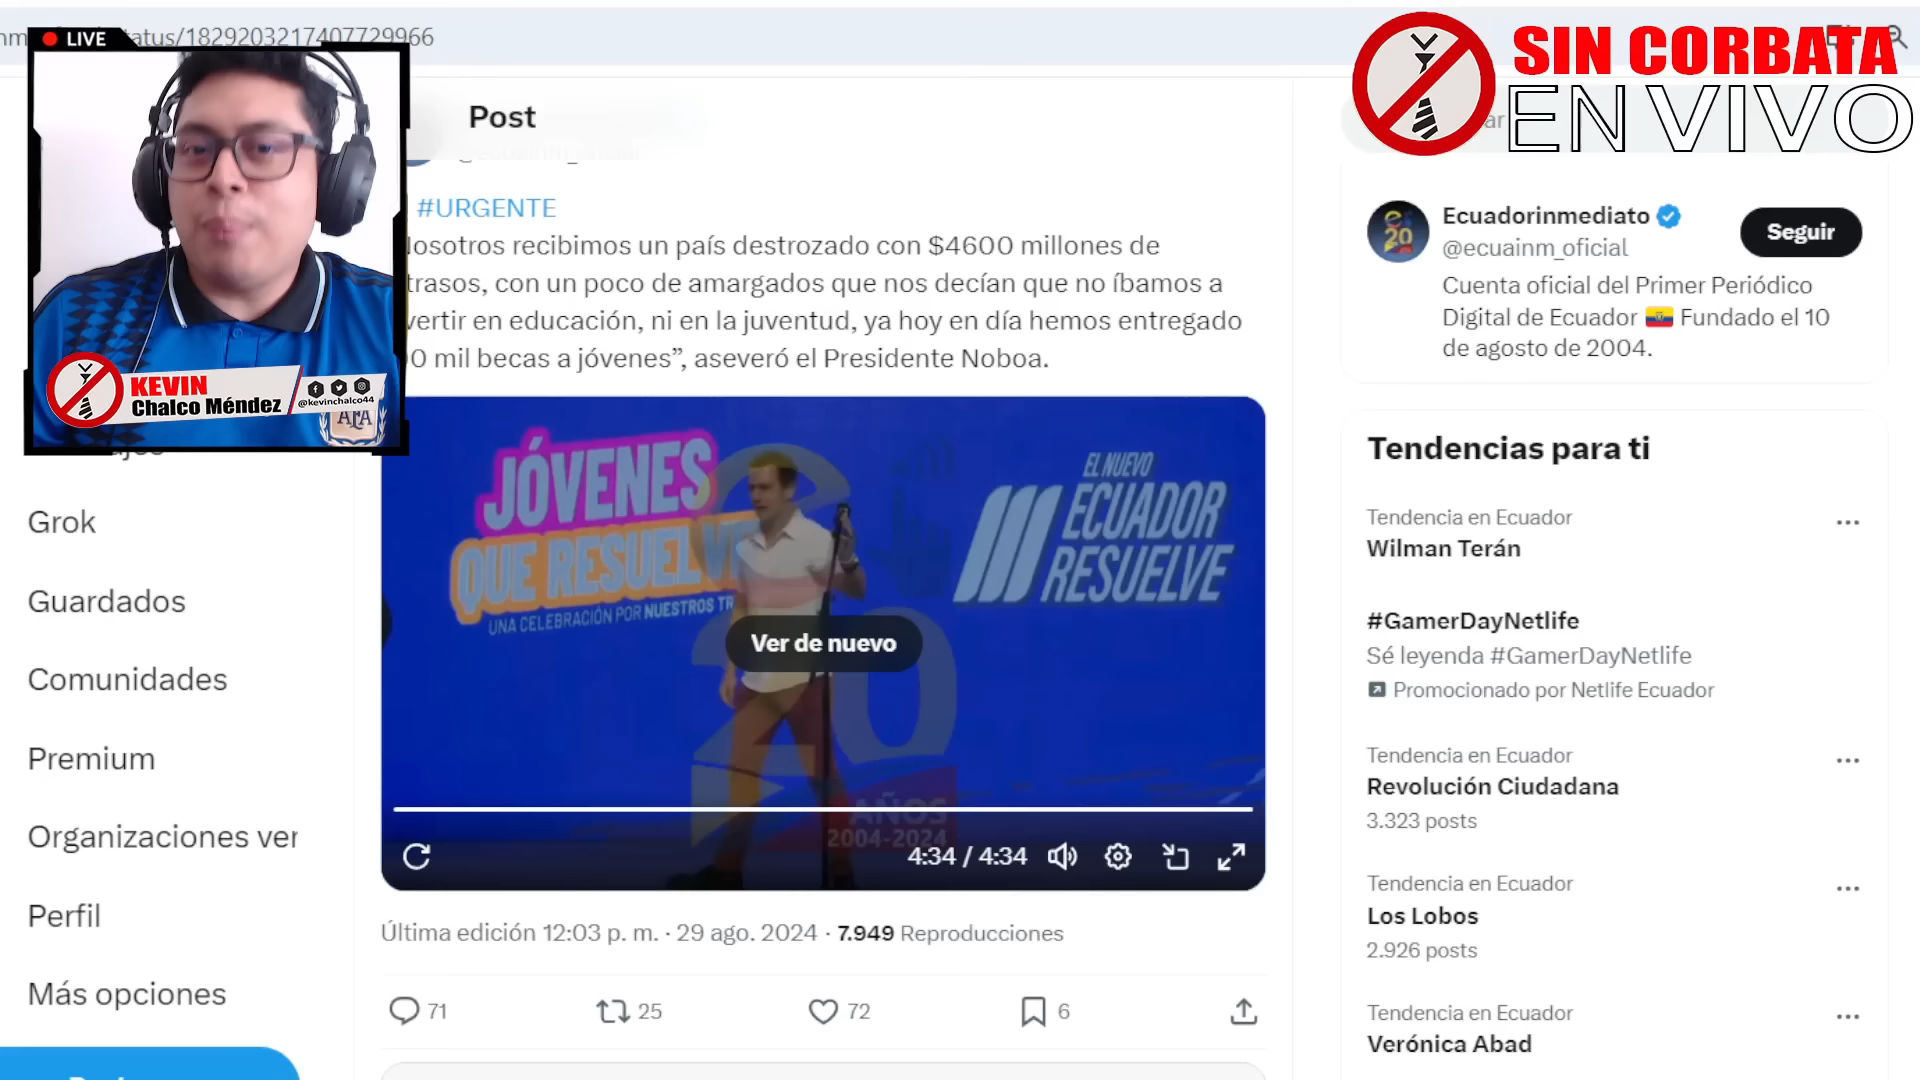 LIVE
atus/1829203217407729966
SIN CORBATA
EN VIVO
Post
#URGENTE
Nosotros recibimos un país destrozado con $4600 millones de
trasos, con un poco de amargados que nos decían que no íbamos a
vertir en educación, ni en la juventud, ya hoy en día hemos entregado
0 mil becas a jóvenes”, aseveró el Presidente Noboa.
KEVIN
Chalco Méndez
@kevinchalco44
AFA
Grok
Guardados
Comunidades
Premium
Organizaciones ver
Perfil
Más opciones
JÓVENES
QUE RESUELVE
UNA CELEBRACIÓN POR NUESTROS TR
EL NUEVO
ECUADOR
RESUELVE
Ver de nuevo
20
AÑOS
2004-2024
4:34 / 4:34
Última edición 12:03 p. m. · 29 ago. 2024 · 7.949 Reproducciones
71
25
72
6
Ecuadorinmediato
@ecuainm_oficial
Seguir
Cuenta oficial del Primer Periódico
Digital de Ecuador 🇪🇨 Fundado el 10
de agosto de 2004.
Tendencias para ti
Tendencia en Ecuador
Wilman Terán
#GamerDayNetlife
Sé leyenda #GamerDayNetlife
Promocionado por Netlife Ecuador
Tendencia en Ecuador
Revolución Ciudadana
3.323 posts
Tendencia en Ecuador
Los Lobos
2.926 posts
Tendencia en Ecuador
Verónica Abad